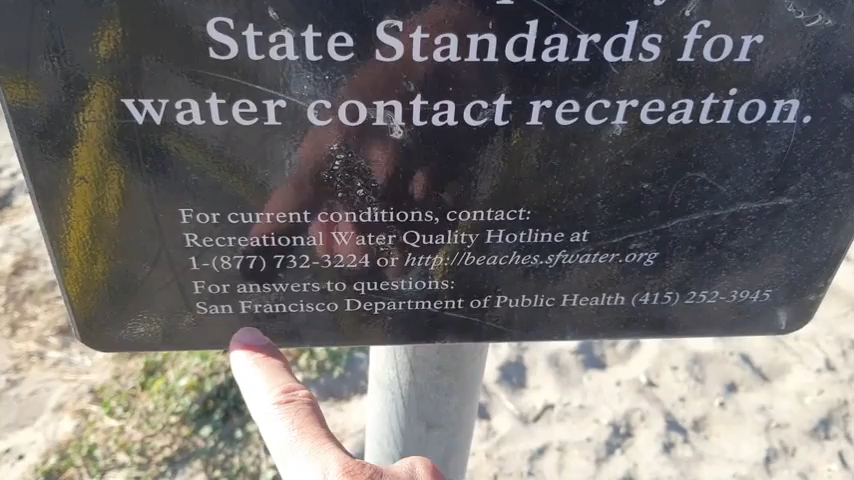 State Standards for
water contact recreation.
For current conditions, contact:
Recreational Water Quality Hotline at
1-(877) 732-3224 or http://beaches.sfwater.org
For answers to questions:
San Francisco Department of Public Health (415) 252-3945